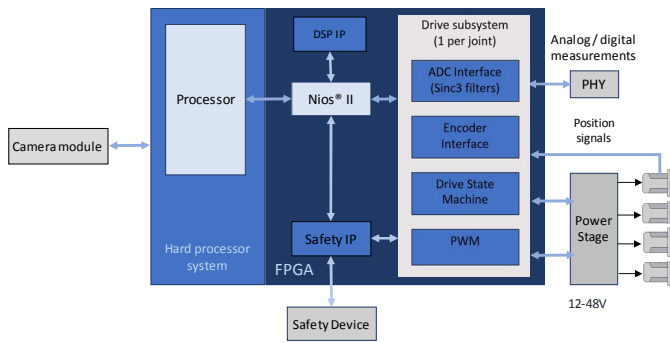 DSP IP
Drive subsystem
(1 per joint)
Analog / digital
measurements
Processor
Nios® II
ADC Interface
(Sinc3 filters)
PHY
Camera module
Encoder
Interface
Position
signals
Drive State
Machine
Power
Stage
Safety IP
PWM
Hard processor
system
FPGA
12-48V
Safety Device